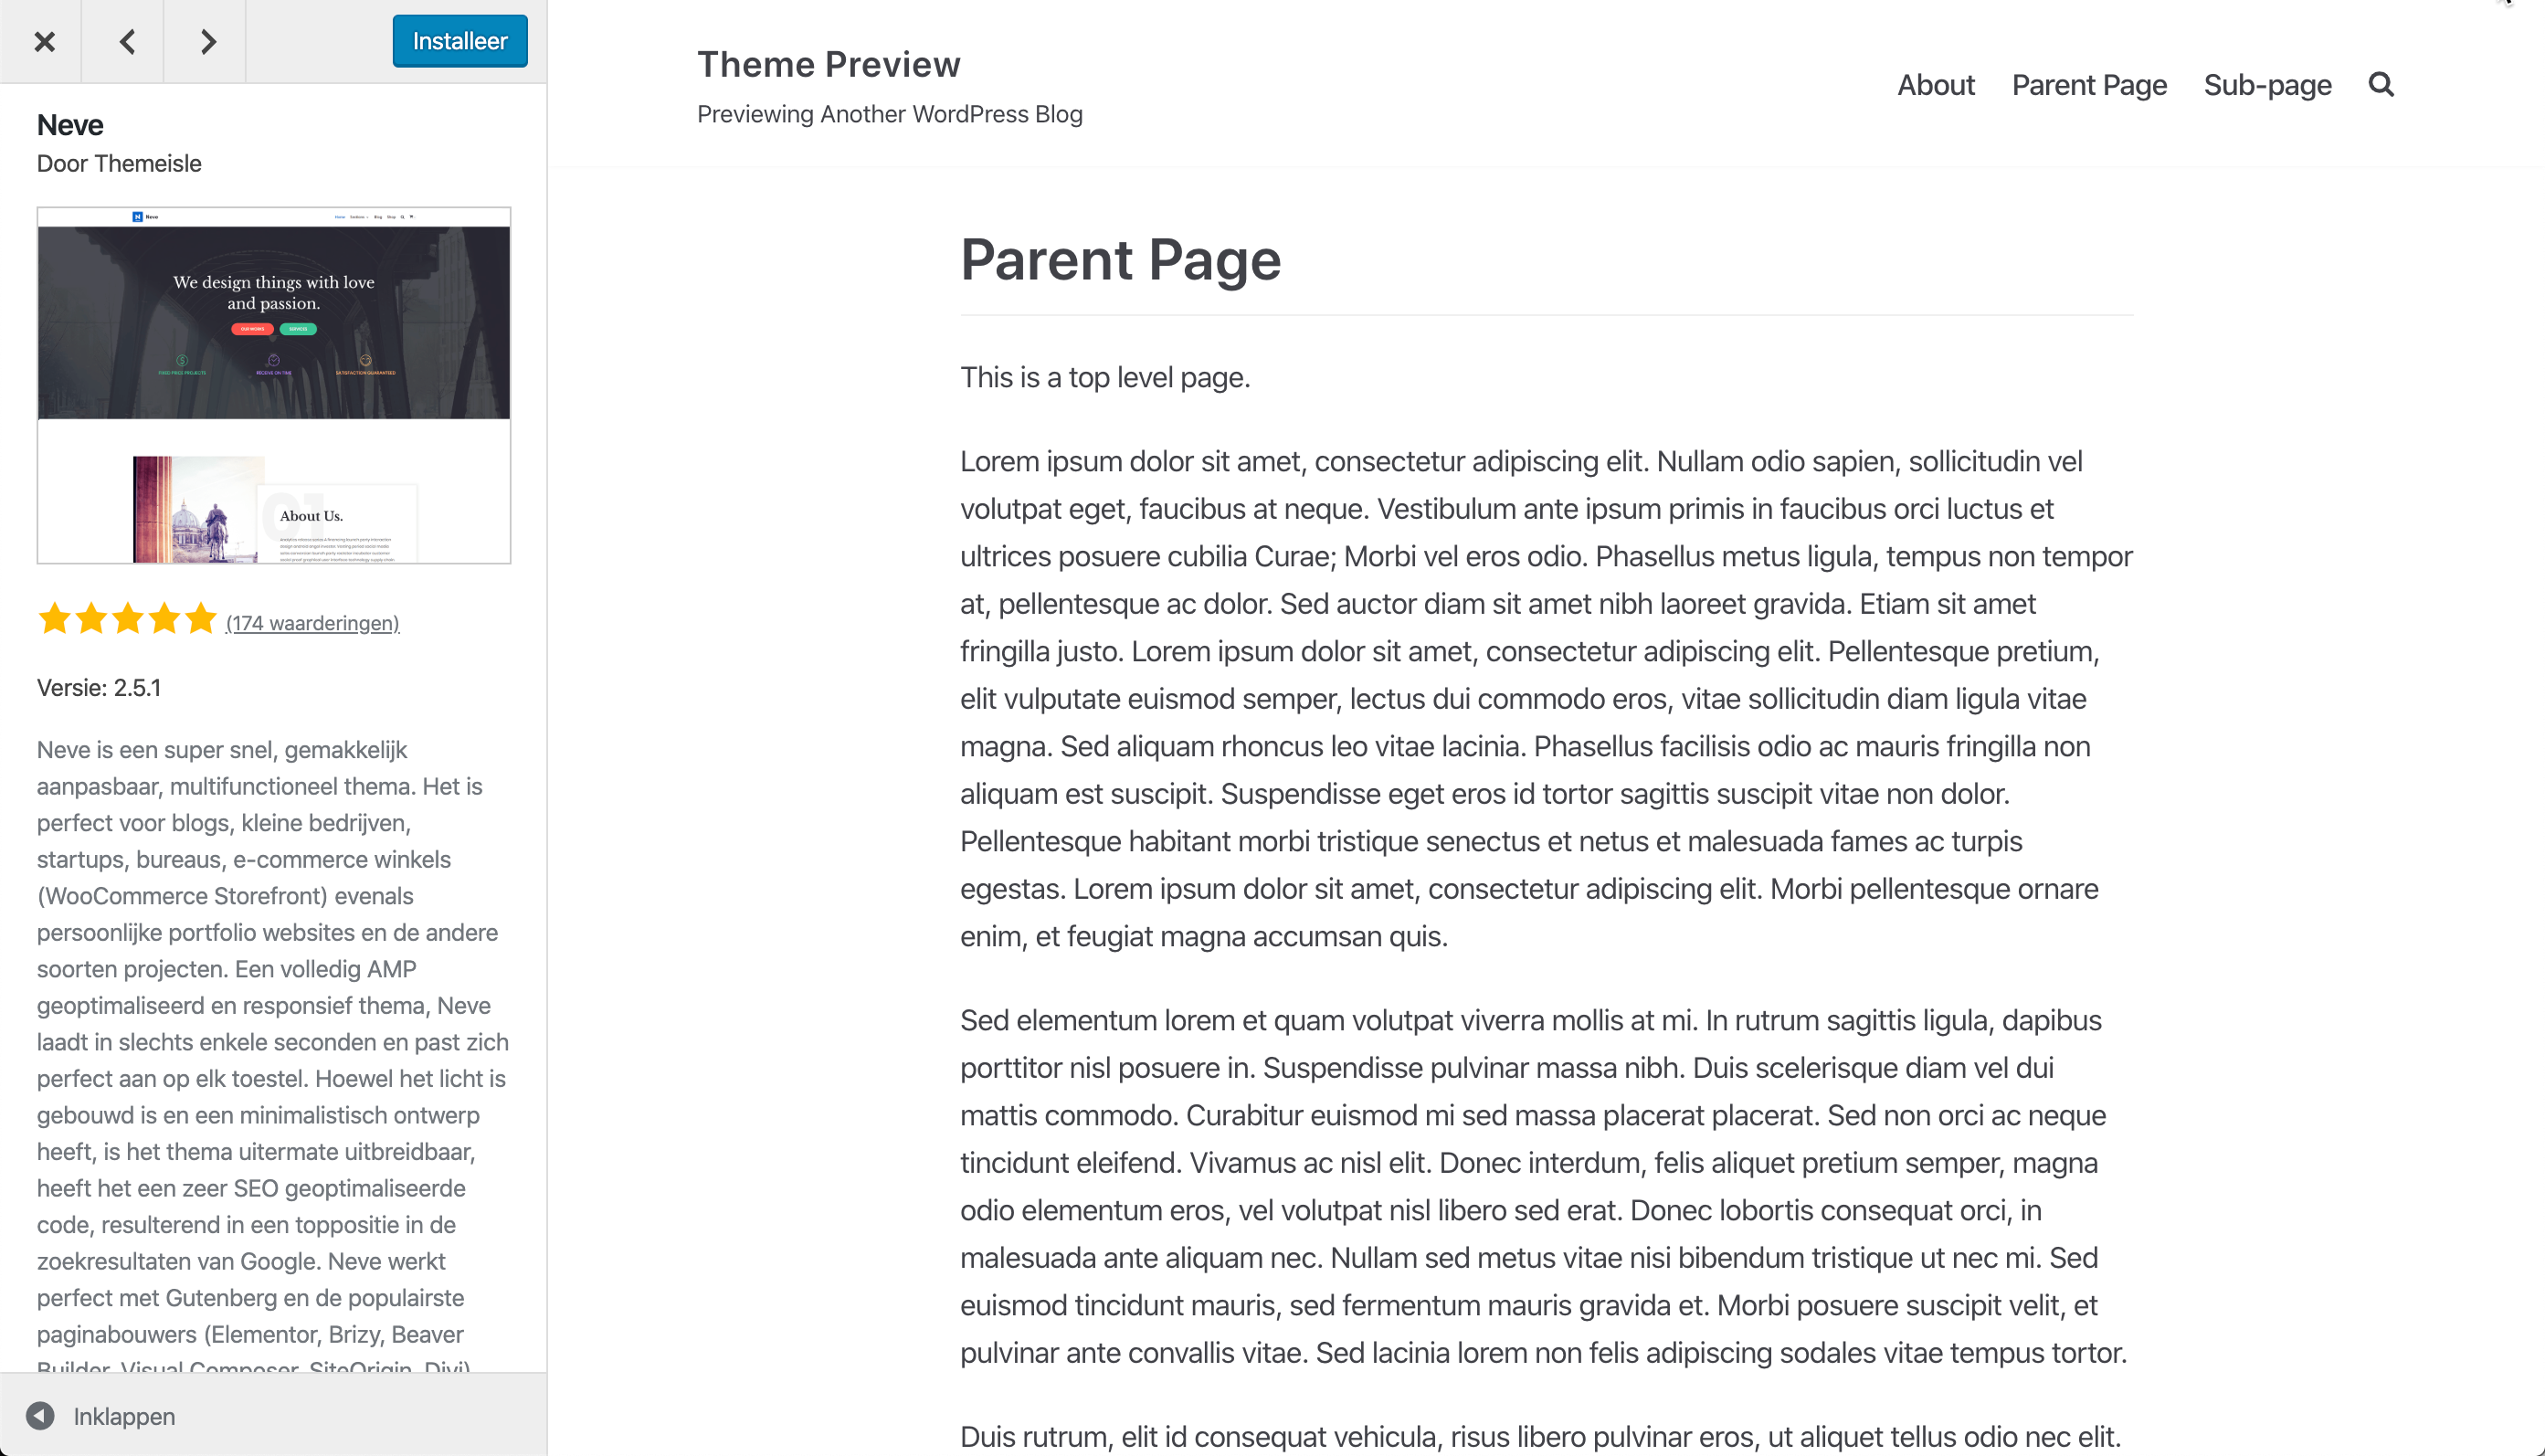 Installeer
Neve
Door Themeisle
Neve
We design things with love
and passion.
OUR WORKS
SERVICES
FIXED PRICE PROJECTS
RECEIVE ON TIME
SATISFACTION GUARANTEED
01
About Us.
(174 waarderingen)
Versie: 2.5.1
Neve is een super snel, gemakkelijk
aanpasbaar, multifunctioneel thema. Het is
perfect voor blogs, kleine bedrijven,
startups, bureaus, e-commerce winkels
(WooCommerce Storefront) evenals
persoonlijke portfolio websites en de andere
soorten projecten. Een volledig AMP
geoptimaliseerd en responsief thema, Neve
laadt in slechts enkele seconden en past zich
perfect aan op elk toestel. Hoewel het licht is
gebouwd is en een minimalistisch ontwerp
heeft, is het thema uitermate uitbreidbaar,
heeft het een zeer SEO geoptimaliseerde
code, resulterend in een toppositie in de
zoekresultaten van Google. Neve werkt
perfect met Gutenberg en de populairste
paginabouwers (Elementor, Brizy, Beaver
Builder, Visual Composer, SiteOrigin, Divi)
Inklappen
Theme Preview
Previewing Another WordPress Blog
About Parent Page Sub-page
Parent Page
This is a top level page.
Lorem ipsum dolor sit amet, consectetur adipiscing elit. Nullam odio sapien, sollicitudin vel
volutpat eget, faucibus at neque. Vestibulum ante ipsum primis in faucibus orci luctus et
ultrices posuere cubilia Curae; Morbi vel eros odio. Phasellus metus ligula, tempus non tempor
at, pellentesque ac dolor. Sed auctor diam sit amet nibh laoreet gravida. Etiam sit amet
fringilla justo. Lorem ipsum dolor sit amet, consectetur adipiscing elit. Pellentesque pretium,
elit vulputate euismod semper, lectus dui commodo eros, vitae sollicitudin diam ligula vitae
magna. Sed aliquam rhoncus leo vitae lacinia. Phasellus facilisis odio ac mauris fringilla non
aliquam est suscipit. Suspendisse eget eros id tortor sagittis suscipit vitae non dolor.
Pellentesque habitant morbi tristique senectus et netus et malesuada fames ac turpis
egestas. Lorem ipsum dolor sit amet, consectetur adipiscing elit. Morbi pellentesque ornare
enim, et feugiat magna accumsan quis.
Sed elementum lorem et quam volutpat viverra mollis at mi. In rutrum sagittis ligula, dapibus
porttitor nisl posuere in. Suspendisse pulvinar massa nibh. Duis scelerisque diam vel dui
mattis commodo. Curabitur euismod mi sed massa placerat placerat. Sed non orci ac neque
tincidunt eleifend. Vivamus ac nisl elit. Donec interdum, felis aliquet pretium semper, magna
odio elementum eros, vel volutpat nisl libero sed erat. Donec lobortis consequat orci, in
malesuada ante aliquam nec. Nullam sed metus vitae nisi bibendum tristique ut nec mi. Sed
euismod tincidunt mauris, sed fermentum mauris gravida et. Morbi posuere suscipit velit, et
pulvinar ante convallis vitae. Sed lacinia lorem non felis adipiscing sodales vitae tempus tortor.
Duis rutrum, elit id consequat vehicula, risus libero pulvinar eros, ut aliquet tellus odio nec elit.